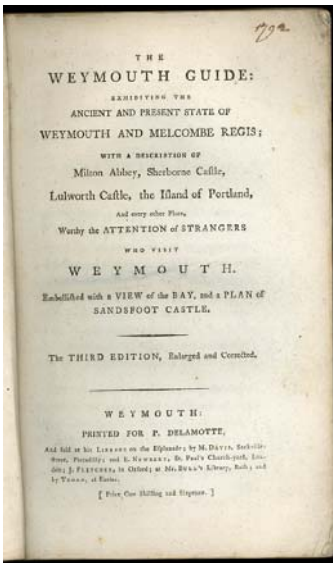 1792
THE
WEYMOUTH GUIDE:
EXHIBITING THE
ANCIENT AND PRESENT STATE OF
WEYMOUTH AND MELCOMBE REGIS;
WITH A DESCRIPTION OF
Milton Abbey, Sherborne Caſtle,
Lulworth Caſtle, the Iſland of Portland,
And every other Place,
Worthy the ATTENTION of STRANGERS
WHO VISIT
WEYMOUTH.
Embelliſhed with a VIEW of the BAY, and a PLAN of
SANDSFOOT CASTLE.
The THIRD EDITION, Enlarged and Corrected.
WEYMOUTH:
PRINTED FOR P. DELAMOTTE,
And ſold at his LIBRARY on the Eſplanade; by M. DAVIS, Sackville-
Street, Piccadilly; and E. NEWBERY, St. Paul's Church-yard, Lon-
don; J. FLETCHER, in Oxford; at Mr. BULL's Library, Bath; and
by at Exeter.
[ Price One Shilling and Sixpence. ]